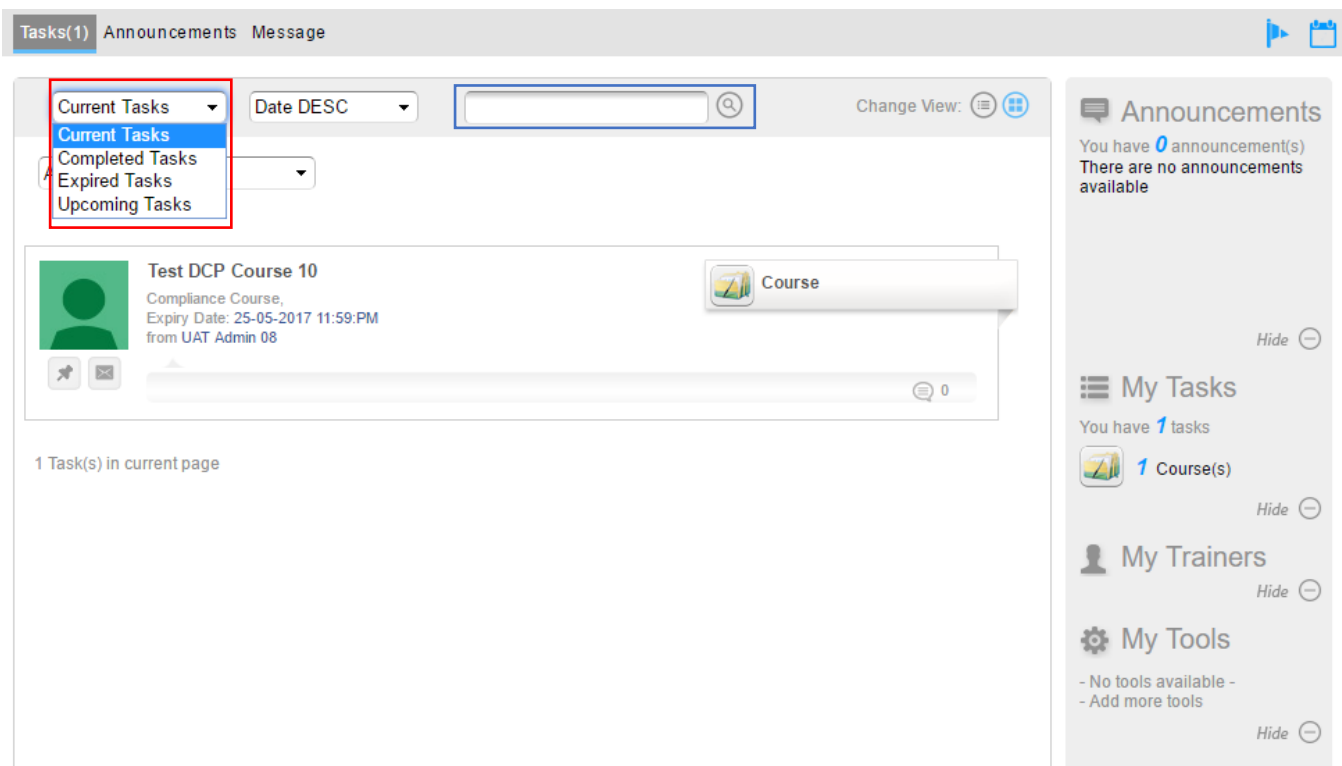 Tasks(1) Announcements Message
Current Tasks
Date DESC
Change View:
Current Tasks
Completed Tasks
Expired Tasks
Upcoming Tasks
Test DCP Course 10
Compliance Course,
Expiry Date: 25-05-2017 11:59:PM
from UAT Admin 08
Course
0
1 Task(s) in current page
Announcements
You have 0 announcement(s)
There are no announcements
available
Hide
My Tasks
You have 1 tasks
1 Course(s)
Hide
My Trainers
Hide
My Tools
- No tools available -
- Add more tools
Hide